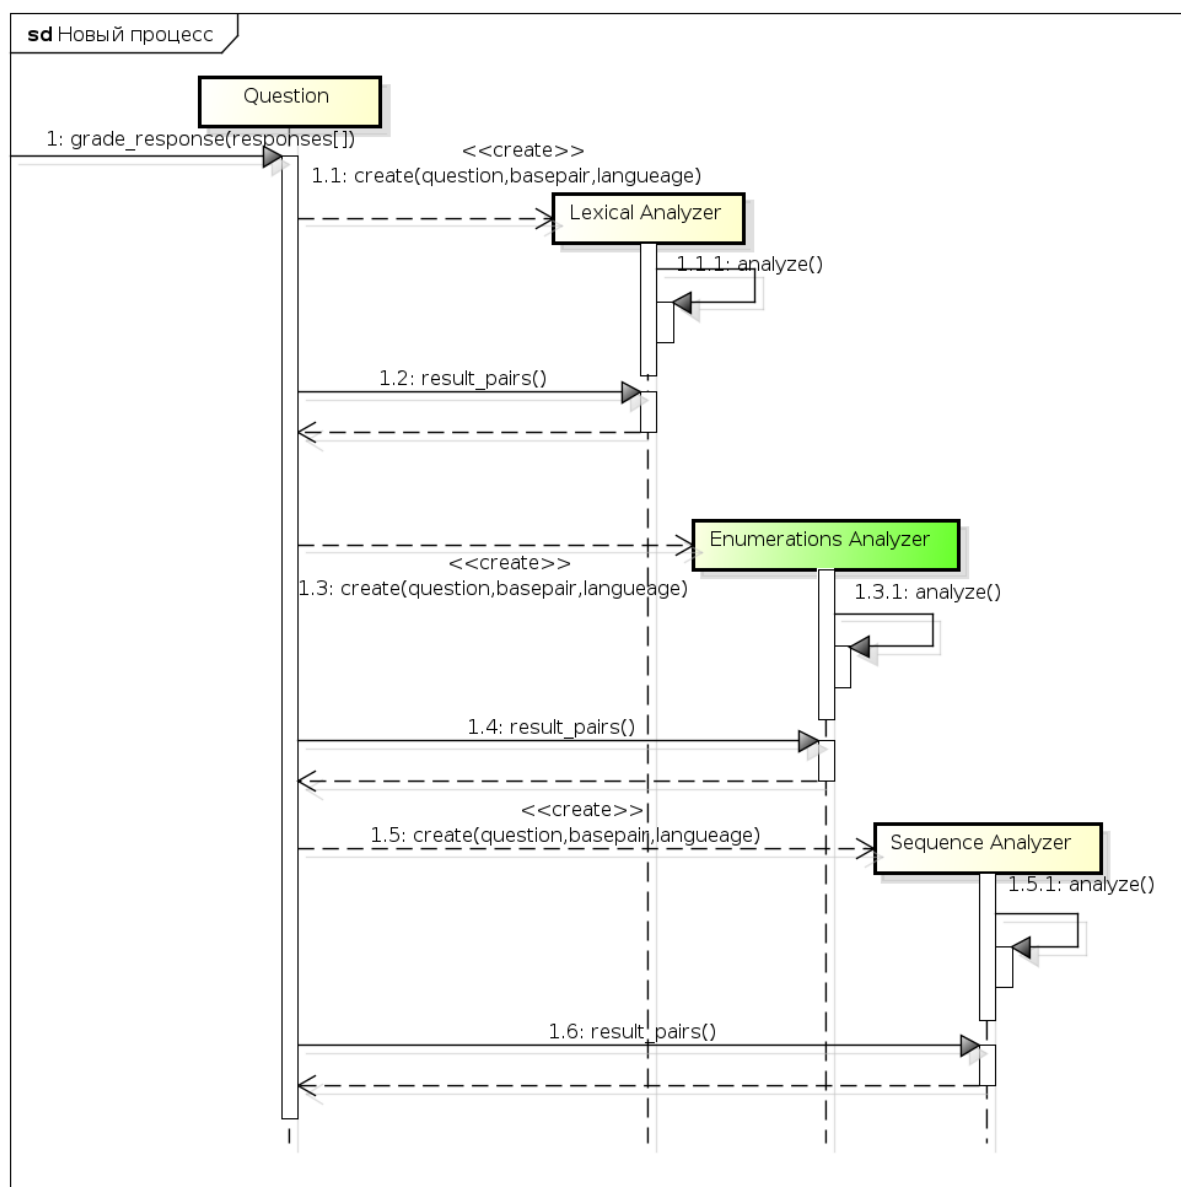 sd Новый процесс
Question
1: grade_response(responses[])
<<create>>
1.1: create(question,basepair,langueage)
Lexical Analyzer
1.1.1: analyze()
1.2: result_pairs()
Enumerations Analyzer
<<create>>
1.3: create(question,basepair,langueage)
1.3.1: analyze()
1.4: result_pairs()
<<create>>
1.5: create(question,basepair,langueage)
Sequence Analyzer
1.5.1: analyze()
1.6: result_pairs()